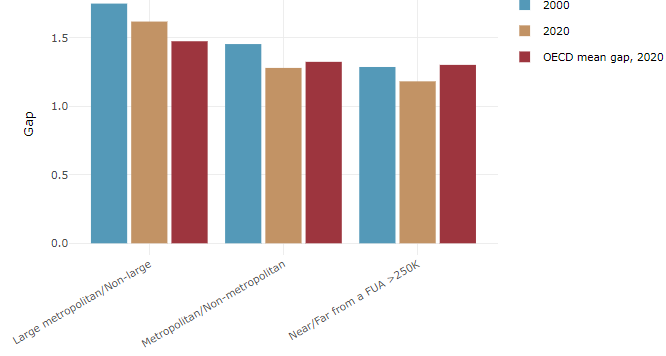 2000
2020
OECD mean gap, 2020
Gap
1.5
1.0
0.5
0.0
Large metropolitan/Non-large
Metropolitan/Non-metropolitan
Near/Far from a FUA >250K